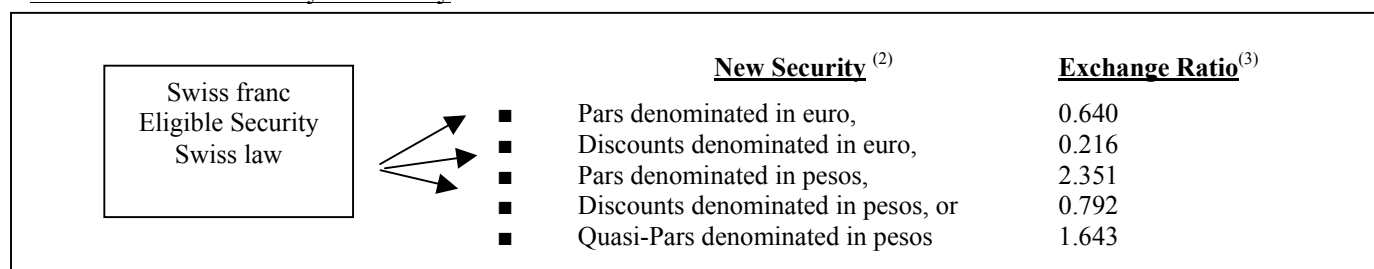 Swiss franc
Eligible Security
Swiss law
New Security (2) Exchange Ratio(3)
■ Pars denominated in euro, 0.640
■ Discounts denominated in euro, 0.216
■ Pars denominated in pesos, 2.351
■ Discounts denominated in pesos, or 0.792
■ Quasi-Pars denominated in pesos 1.643